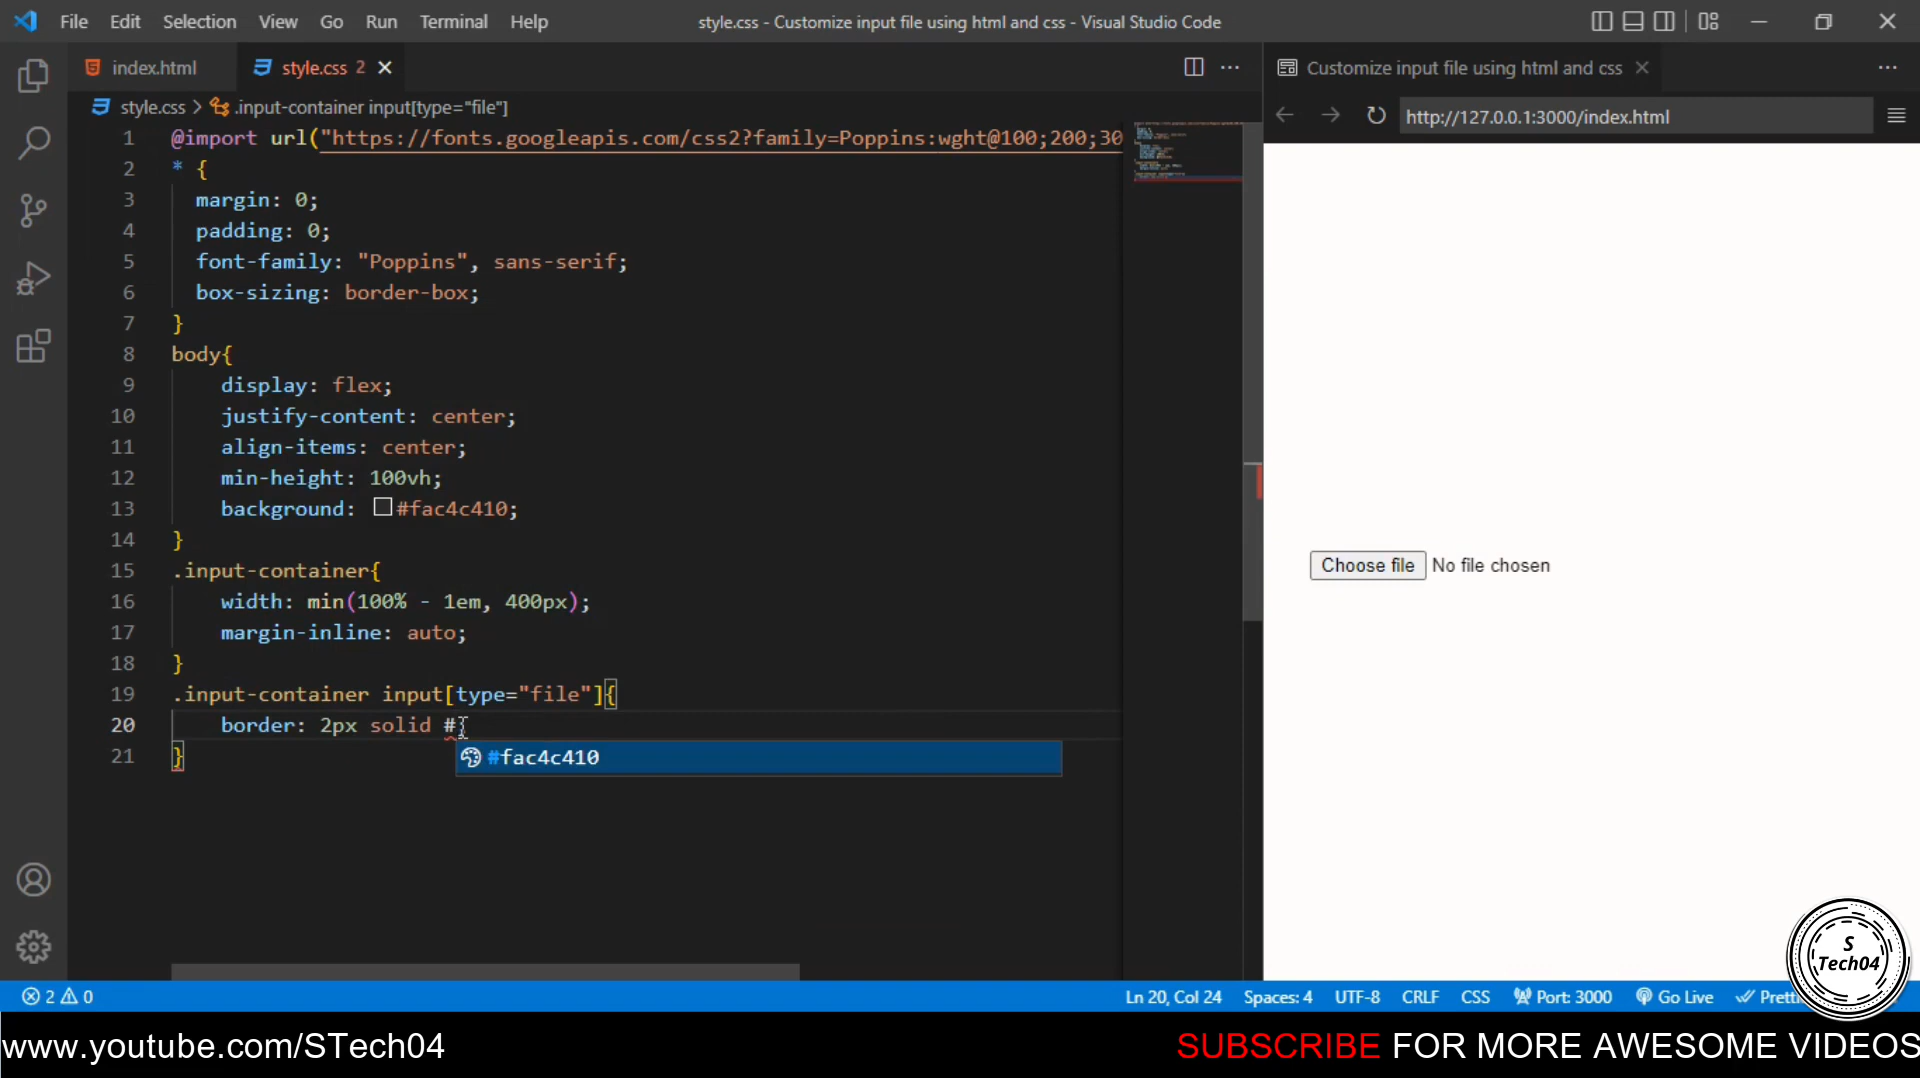 File Edit Selection View Go Run Terminal Help
style.css - Customize input file using html and css - Visual Studio Code
index.html
style.css 2
Customize input file using html and css
style.css > .input-container input[type="file"]
http://127.0.0.1:3000/index.html
1 @import url("https://fonts.googleapis.com/css2?family=Poppins:wght@100;200;30
2 * {
3 margin: 0;
4 padding: 0;
5 font-family: "Poppins", sans-serif;
6 box-sizing: border-box;
7 }
8 body{
9 display: flex;
10 justify-content: center;
11 align-items: center;
12 min-height: 100vh;
13 background: #fac4c410;
14 }
15 .input-container{
16 width: min(100% - 1em, 400px);
17 margin-inline: auto;
18 }
19 .input-container input[type="file"]{
20 border: 2px solid #
#fac4c410
21 }
Choose file No file chosen
S
Tech04
2 0
Ln 20, Col 24 Spaces: 4 UTF-8 CRLF CSS Port: 3000 Go Live
www.youtube.com/STech04
SUBSCRIBE FOR MORE AWESOME VIDEOS